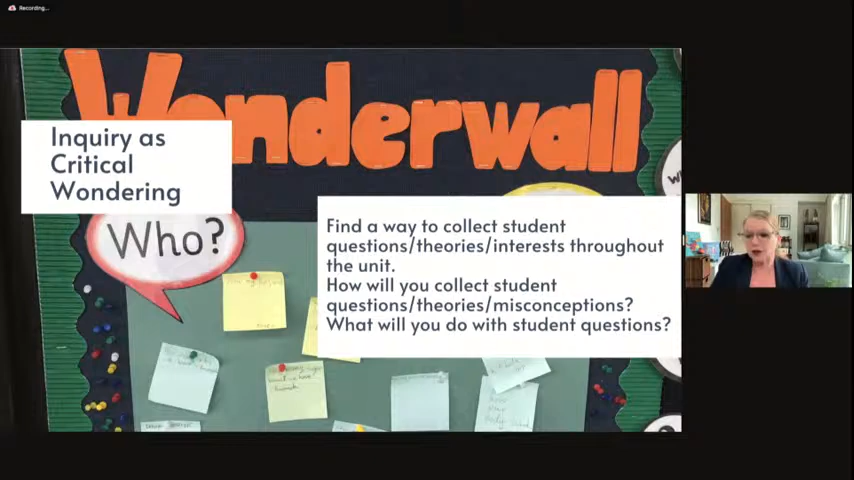 Recording...
Wonderwall
Inquiry as
Critical
Wondering
Who?
Find a way to collect student
questions/theories/interests throughout
the unit.
How will you collect student
questions/theories/misconceptions?
What will you do with student questions?